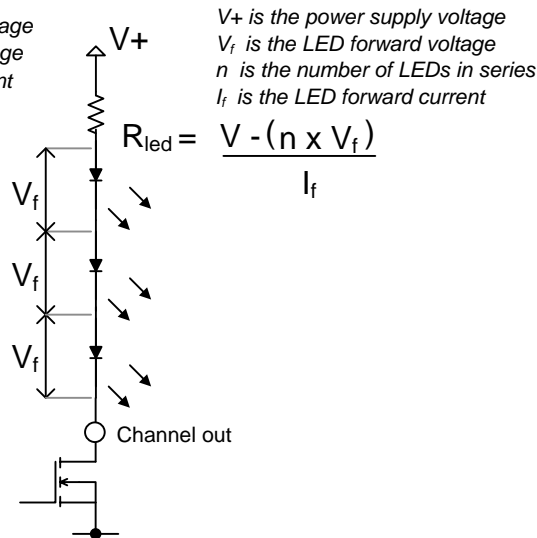 V+ is the power supply voltage
Vf is the LED forward voltage
n is the number of LEDs in series
If is the LED forward current
V+
Rled = V - (n x Vf)
If
Vf
Vf
Vf
Channel out